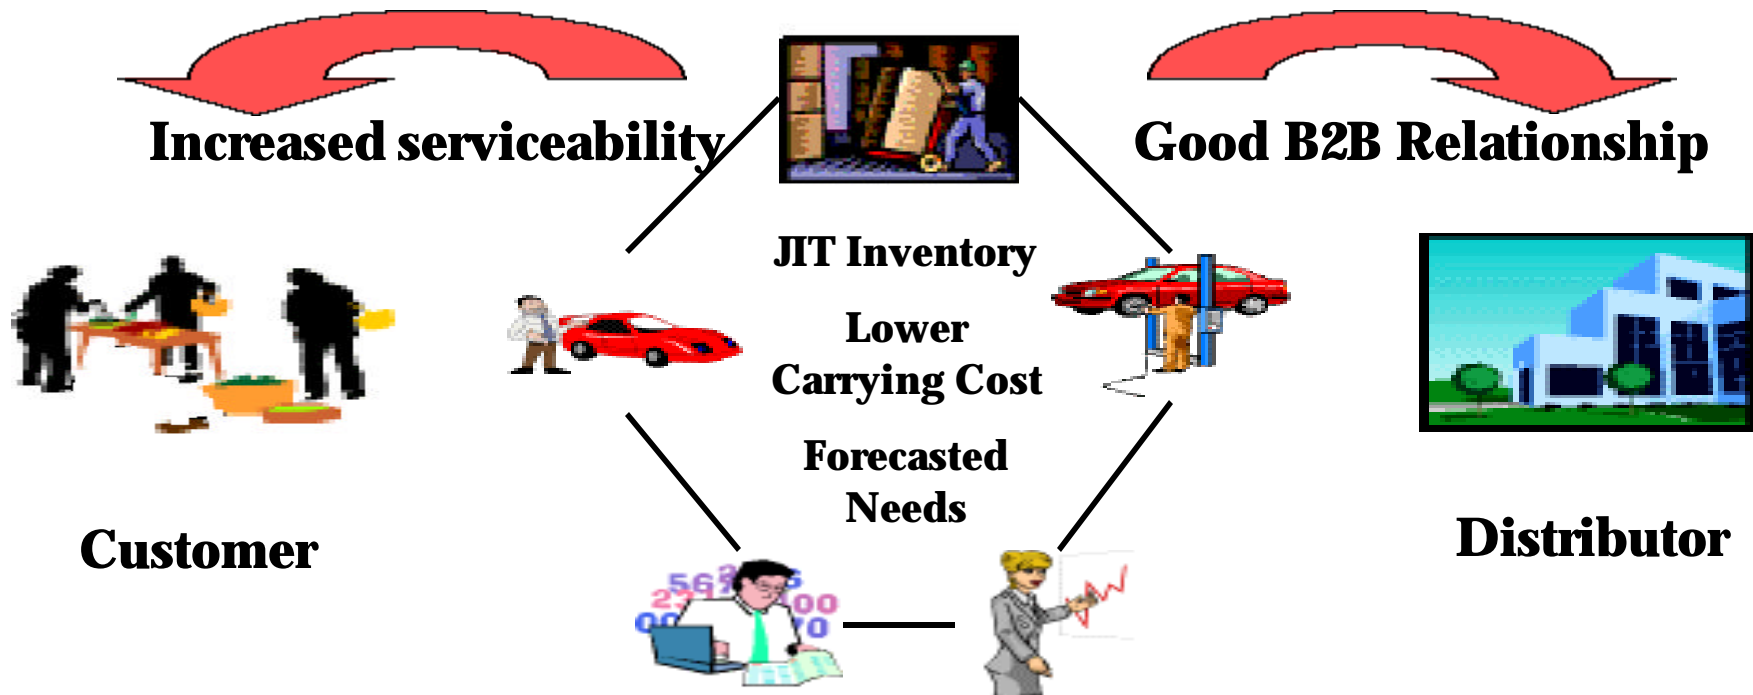 Increased serviceability
Good B2B Relationship
JIT Inventory
Lower
Carrying Cost
Forecasted
Needs
Customer
Distributor